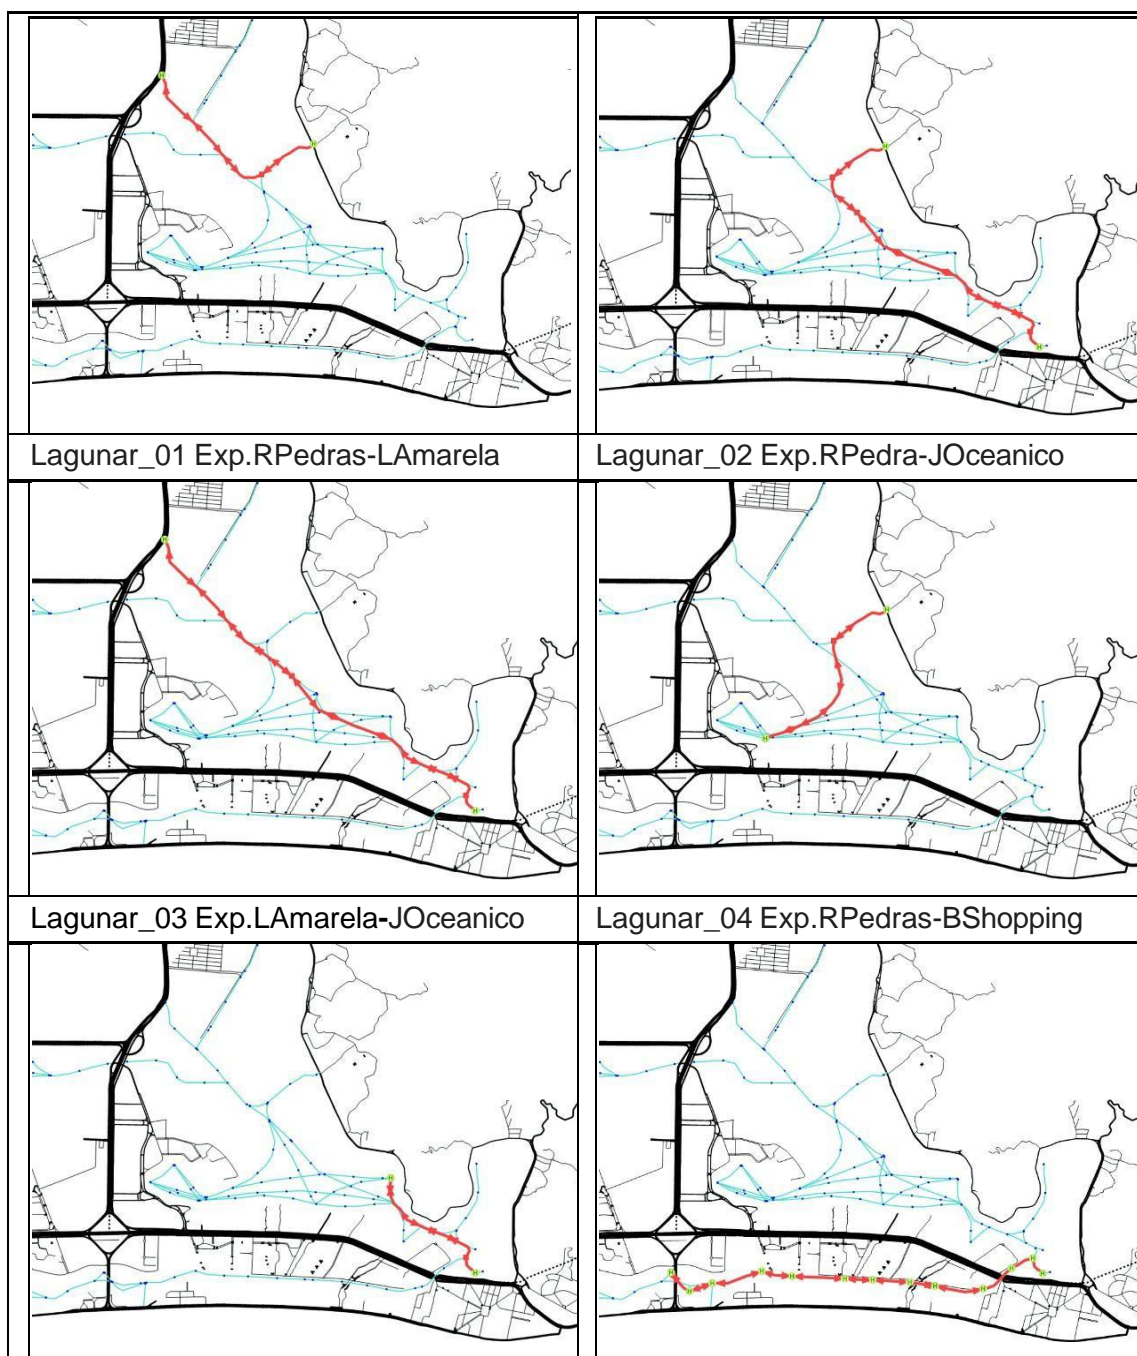 Lagunar_01 Exp.RPedras-LAmarela
Lagunar_02 Exp.RPedra-JOceanico
Lagunar_03 Exp.LAmarela-JOceanico
Lagunar_04 Exp.RPedras-BShopping